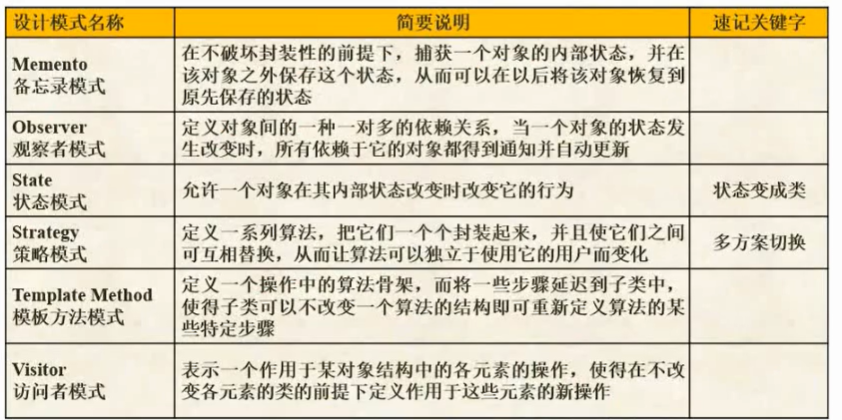 设计模式名称 简要说明 速记关键字
Memento
备忘录模式
在不破坏封装性的前提下，捕获一个对象的内部状态，并在
该对象之外保存这个状态，从而可以在以后将该对象恢复到
原先保存的状态
Observer
观察者模式
定义对象间的一种一对多的依赖关系，当一个对象的状态发
生改变时，所有依赖于它的对象都得到通知并自动更新
State
状态模式
允许一个对象在其内部状态改变时改变它的行为
状态变成类
Strategy
策略模式
定义一系列算法，把它们一个个封装起来，并且使它们之间
可互相替换，从而让算法可以独立于使用它的用户而变化
多方案切换
Template Method
模板方法模式
定义一个操作中的算法骨架，而将一些步骤延迟到子类中，
使得子类可以不改变一个算法的结构即可重新定义算法的某
些特定步骤
Visitor
访问者模式
表示一个作用于某对象结构中的各元素的操作，使得在不改
变各元素的类的前提下定义作用于这些元素的新操作